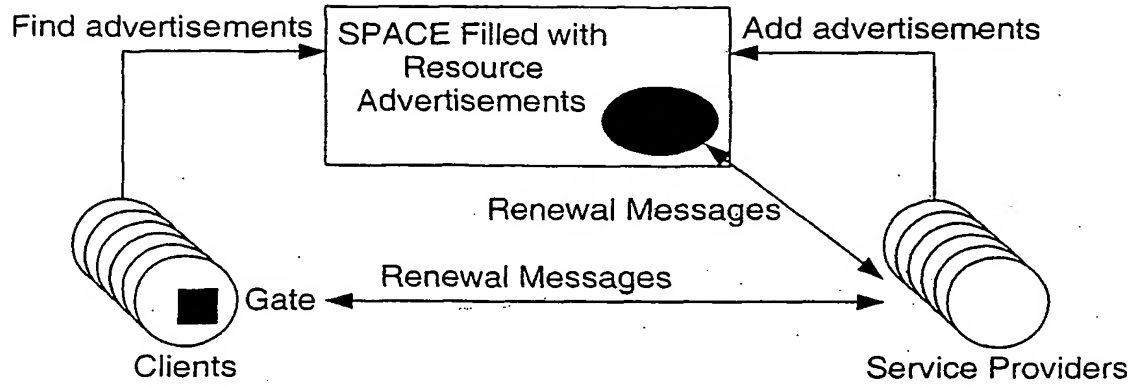 Find advertisements
SPACE Filled with
Resource
Advertisements
Add advertisements
Renewal Messages
Renewal Messages
Gate
Clients
Service Providers